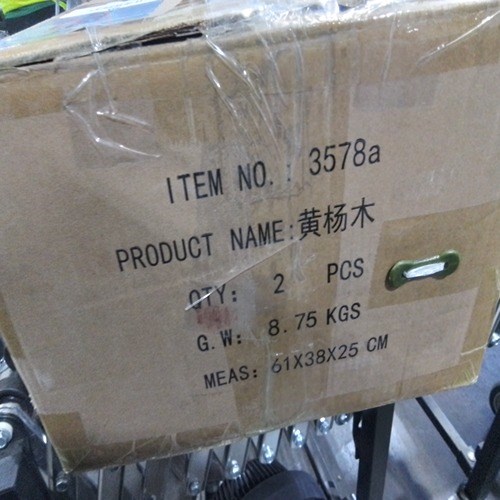 ITEM NO.: 3578a
PRODUCT NAME:黄杨木
QTY: 2 PCS
G.W: 8.75 KGS
MEAS: 61X38X25 CM